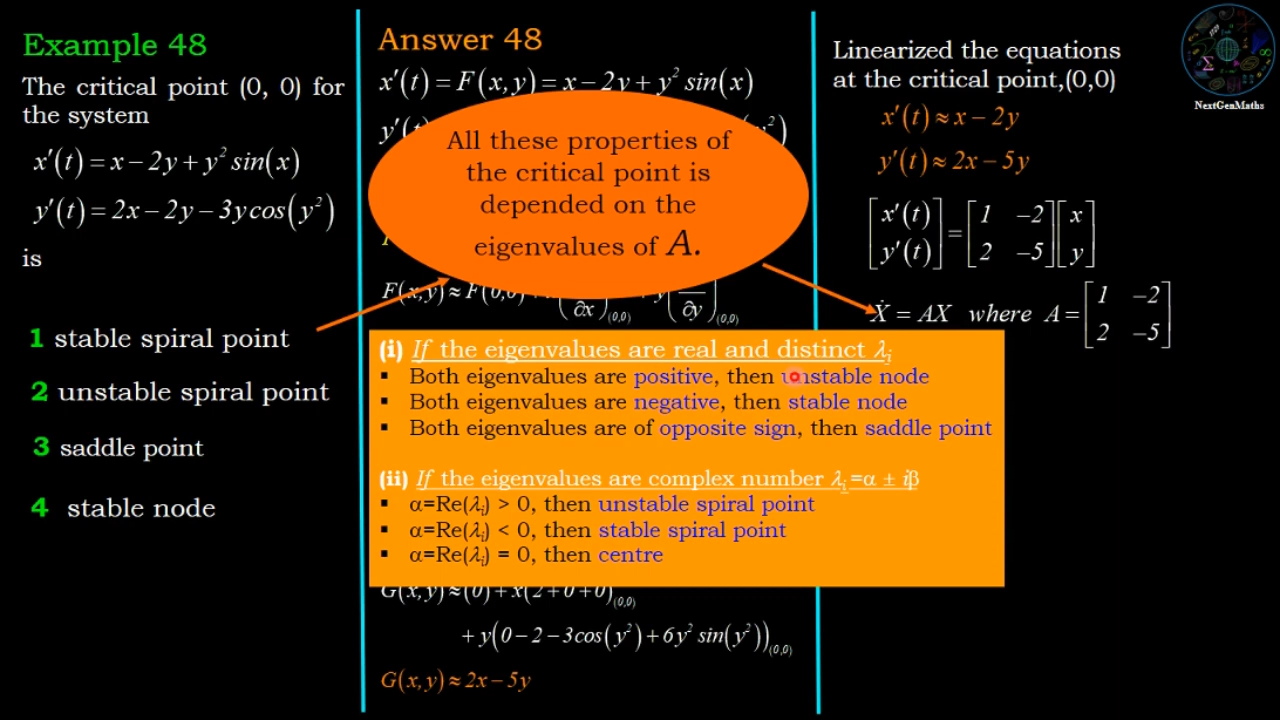 Example 48
The critical point (0, 0) for
the system
x′(t) = x − 2y + y² sin(x)
y′(t) = 2x − 2y − 3y cos(y²)
is
1 stable spiral point
2 unstable spiral point
3 saddle point
4 stable node
Answer 48
x′(t) = F(x, y) = x − 2y + y² sin(x)
y′(t)
All these properties of
the critical point is
depended on the
eigenvalues of A.
F(x, y) ≈ F(0,0)
∂x (0,0) ∂y (0,0)
(i) If the eigenvalues are real and distinct λi
▪ Both eigenvalues are positive, then unstable node
▪ Both eigenvalues are negative, then stable node
▪ Both eigenvalues are of opposite sign, then saddle point
(ii) If the eigenvalues are complex number λi =α ± iβ
▪ α=Re(λi) > 0, then unstable spiral point
▪ α=Re(λi) < 0, then stable spiral point
▪ α=Re(λi) = 0, then centre
G(x, y) ≈ (0) + x(2 + 0 + 0)(0,0)
+ y(0 − 2 − 3cos(y²) + 6y² sin(y²))(0,0)
G(x, y) ≈ 2x − 5y
Linearized the equations
at the critical point,(0,0)
x′(t) ≈ x − 2y
y′(t) ≈ 2x − 5y
[x′(t)] = [1 −2] [x]
[y′(t)] [2 −5] [y]
Ẋ = AX where A = [1 −2]
[2 −5]
NextGenMaths